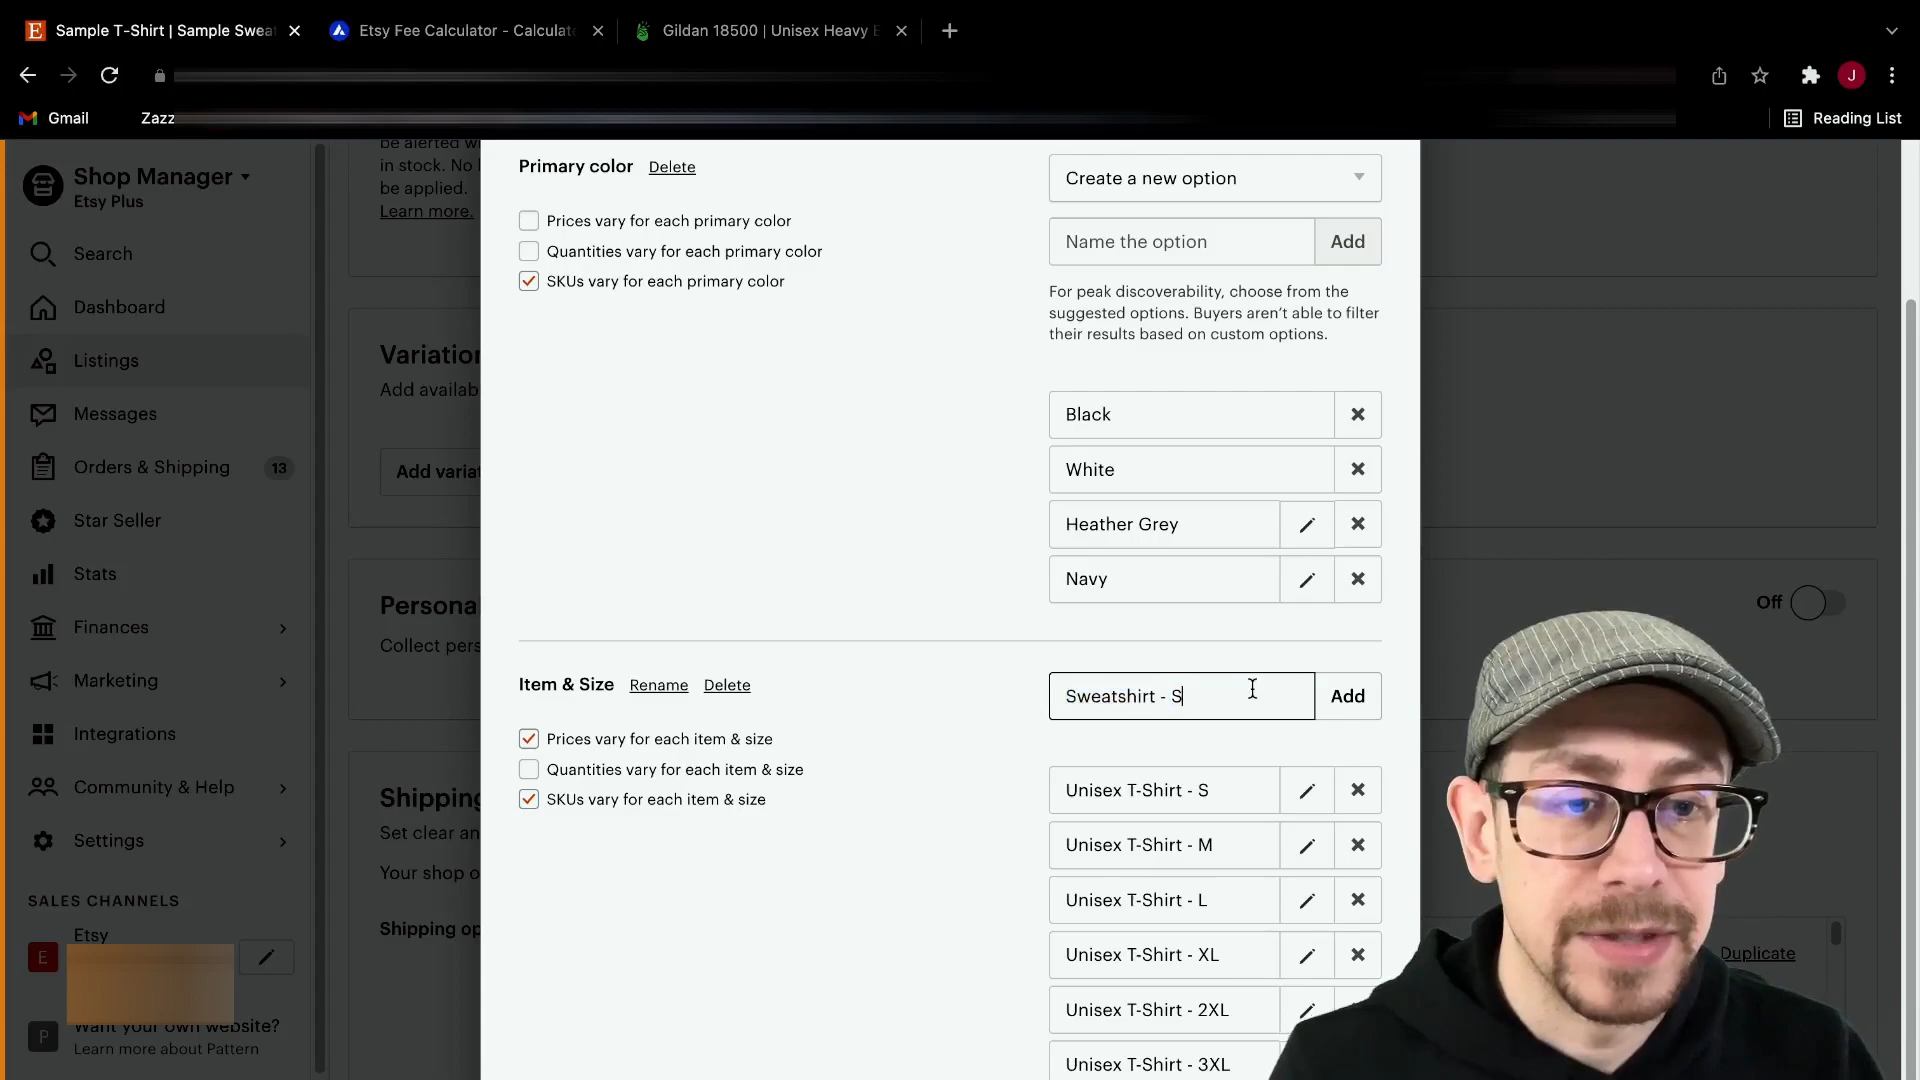 Sample T-Shirt | Sample Sweat
Etsy Fee Calculator - Calculat
Gildan 18500 | Unisex Heavy
J
Gmail
Zazz
Reading List
Shop Manager
Etsy Plus
Search
Dashboard
Listings
Messages
Orders & Shipping 13
Star Seller
Stats
Finances
Marketing
Integrations
Community & Help
Settings
SALES CHANNELS
E
Etsy
P
Want your own website?
Learn more about Pattern
be alerted
in stock. No
be applied.
Learn more.
Variation
Add availab
Add variat
Persona
Collect pers
Shipping
Set clear an
Your shop o
Shipping op
Off
Duplicate
Primary color Delete
Prices vary for each primary color
Quantities vary for each primary color
SKUs vary for each primary color
Create a new option
Name the option Add
For peak discoverability, choose from the
suggested options. Buyers aren't able to filter
their results based on custom options.
Black
White
Heather Grey
Navy
Item & Size Rename Delete
Prices vary for each item & size
Quantities vary for each item & size
SKUs vary for each item & size
Sweatshirt - S Add
Unisex T-Shirt - S
Unisex T-Shirt - M
Unisex T-Shirt - L
Unisex T-Shirt - XL
Unisex T-Shirt - 2XL
Unisex T-Shirt - 3XL